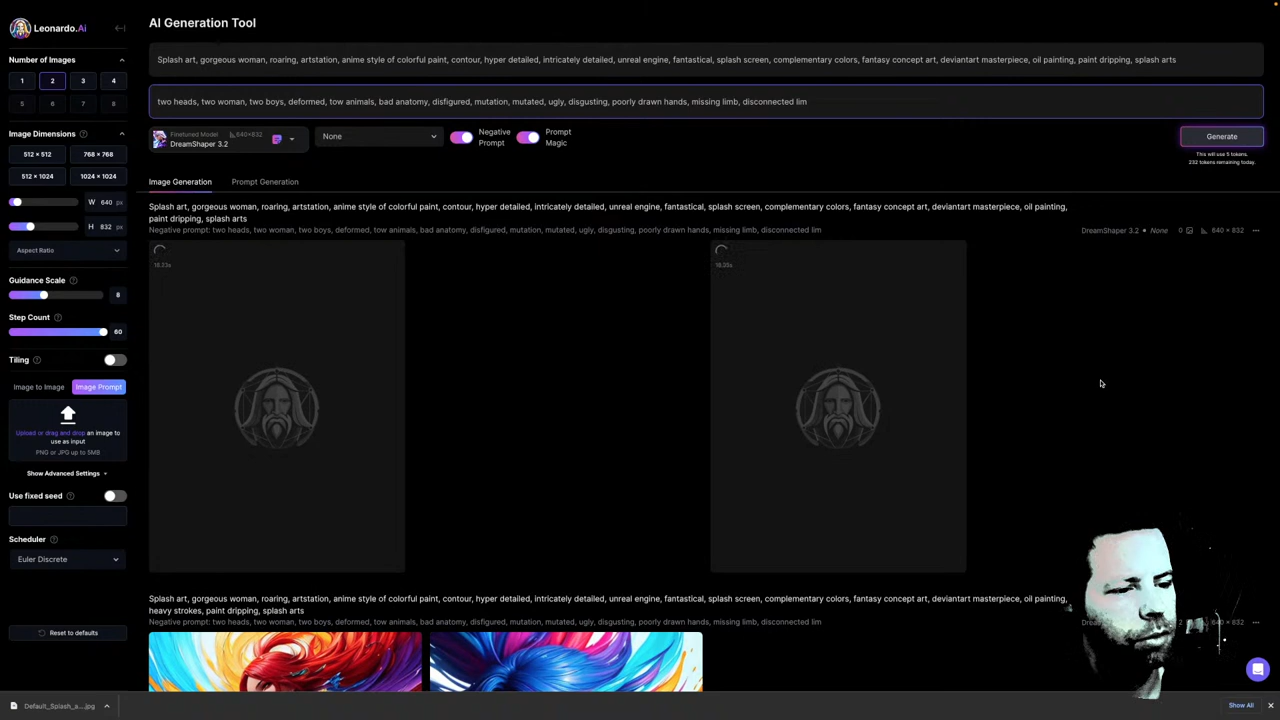 Leonardo.Ai
AI Generation Tool
Number of Images
1 2 3 4
5 6 7 8
Image Dimensions
512 × 512 768 × 768
512 × 1024 1024 × 1024
W 640 px
H 832 px
Aspect Ratio
Guidance Scale
8
Step Count
60
Tiling
Image to Image Image Prompt
Upload or drag and drop an image to
use as input
PNG or JPG up to 5MB
Show Advanced Settings
Use fixed seed
Scheduler
Euler Discrete
Reset to defaults
Splash art, gorgeous woman, roaring, artstation, anime style of colorful paint, contour, hyper detailed, intricately detailed, unreal engine, fantastical, splash screen, complementary colors, fantasy concept art, deviantart masterpiece, oil painting, paint dripping, splash arts
two heads, two woman, two boys, deformed, tow animals, bad anatomy, disfigured, mutation, mutated, ugly, disgusting, poorly drawn hands, missing limb, disconnected lim
Finetuned Model 640×832
DreamShaper 3.2
None
Negative
Prompt
Prompt
Magic
Generate
This will use 5 tokens.
232 tokens remaining today.
Image Generation Prompt Generation
Splash art, gorgeous woman, roaring, artstation, anime style of colorful paint, contour, hyper detailed, intricately detailed, unreal engine, fantastical, splash screen, complementary colors, fantasy concept art, deviantart masterpiece, oil painting,
paint dripping, splash arts
Negative prompt: two heads, two woman, two boys, deformed, tow animals, bad anatomy, disfigured, mutation, mutated, ugly, disgusting, poorly drawn hands, missing limb, disconnected lim
DreamShaper 3.2 • None 0 640 × 832
Splash art, gorgeous woman, roaring, artstation, anime style of colorful paint, contour, hyper detailed, intricately detailed, unreal engine, fantastical, splash screen, complementary colors, fantasy concept art, deviantart masterpiece, oil painting,
heavy strokes, paint dripping, splash arts
Negative prompt: two heads, two woman, two boys, deformed, tow animals, bad anatomy, disfigured, mutation, mutated, ugly, disgusting, poorly drawn hands, missing limb, disconnected lim
Default_Splash_a....jpg
Show All